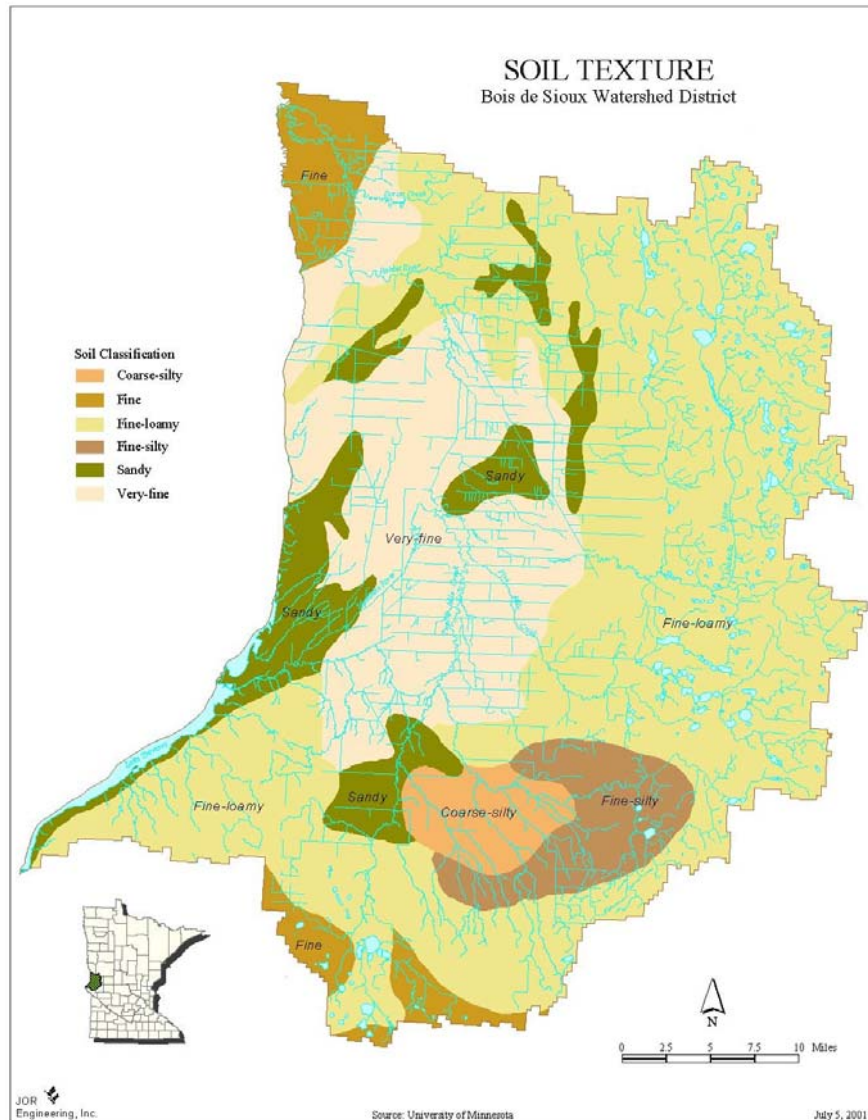 SOIL TEXTURE
Bois de Sioux Watershed District
Fine
Soil Classification
Coarse-silty
Fine
Fine-loamy
Fine-silty
Sandy
Very-fine
Sandy
Very-fine
Sandy
Fine-loamy
Fine-loamy
Sandy
Coarse-silty
Fine-silty
Fine
N
0 2.5 5 7.5 10 Miles
JOR
Engineering, Inc.
Source: University of Minnesota
July 5, 2001